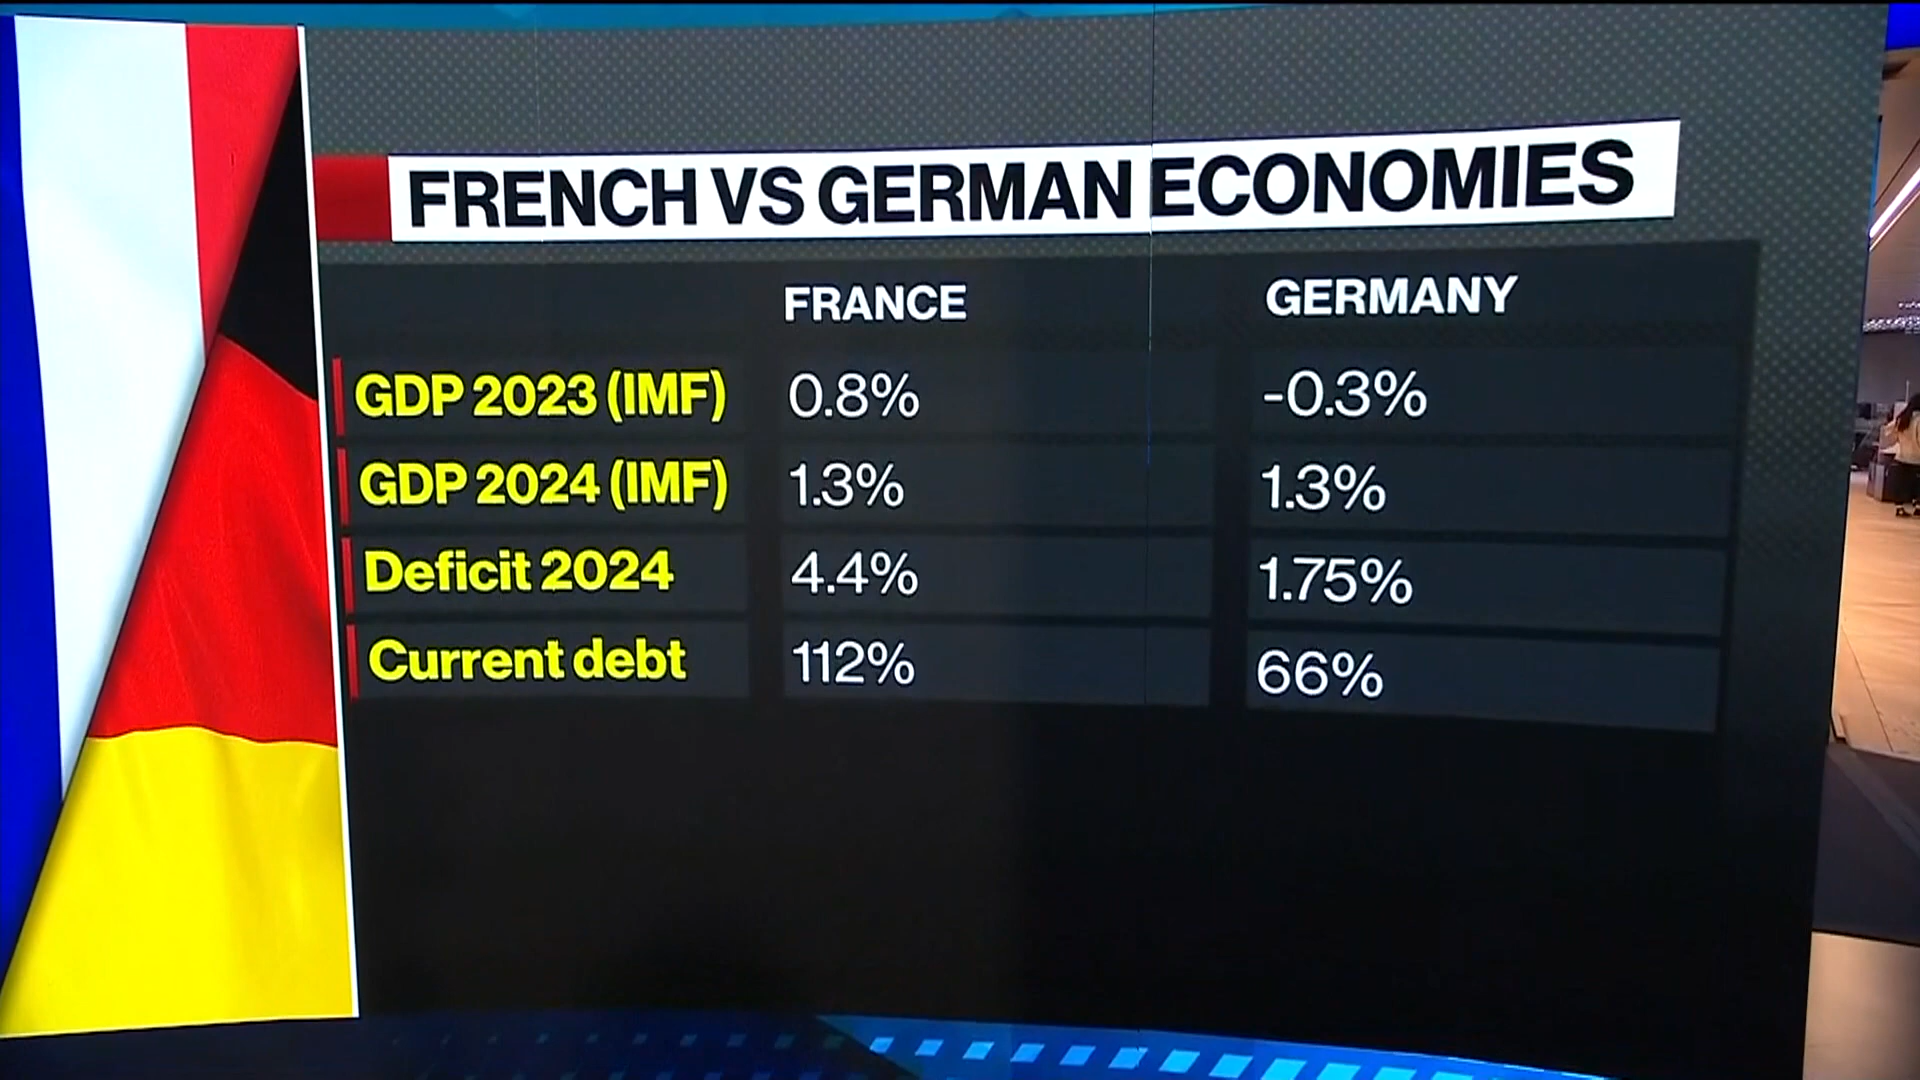 FRENCH VS GERMAN ECONOMIES
FRANCE GERMANY
GDP 2023 (IMF) 0.8% -0.3%
GDP 2024 (IMF) 1.3% 1.3%
Deficit 2024 4.4% 1.75%
Current debt 112% 66%